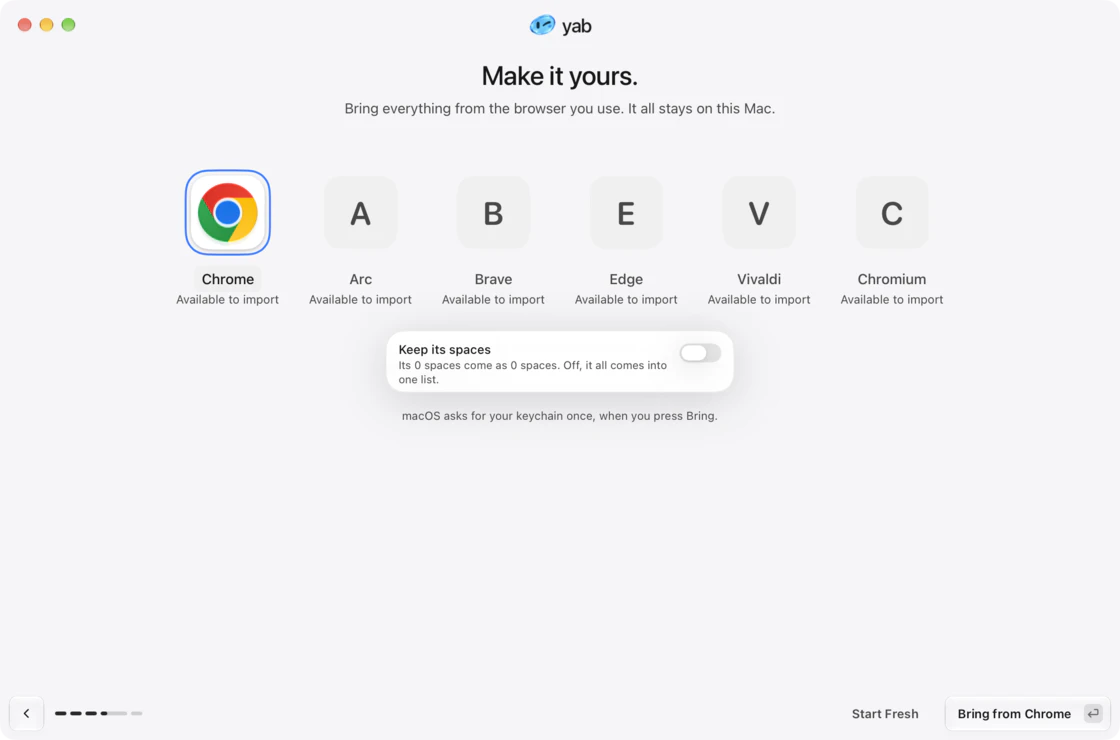 yab
Make it yours.
Bring everything from the browser you use. It all stays on this Mac.
A B E V C
Chrome Arc Brave Edge Vivaldi Chromium
Available to import Available to import Available to import Available to import Available to import Available to import
Keep its spaces
Its 0 spaces come as 0 spaces. Off, it all comes into
one list.
macOS asks for your keychain once, when you press Bring.
Start Fresh Bring from Chrome